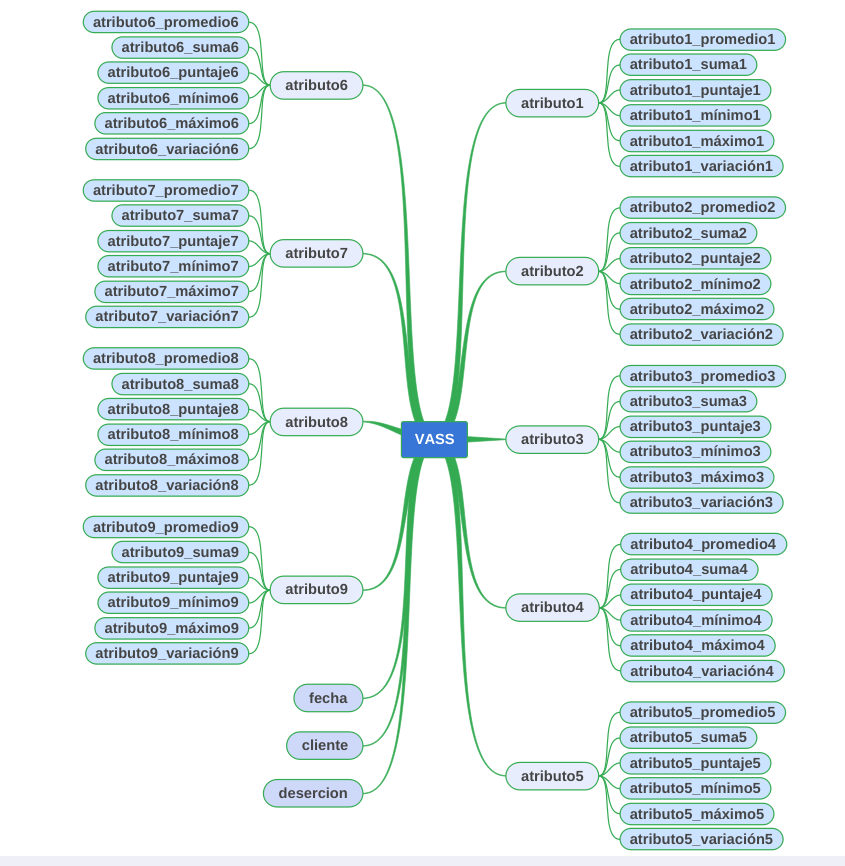 VASS
atributo1
atributo1_promedio1
atributo1_suma1
atributo1_puntaje1
atributo1_mínimo1
atributo1_máximo1
atributo1_variación1
atributo2
atributo2_promedio2
atributo2_suma2
atributo2_puntaje2
atributo2_mínimo2
atributo2_máximo2
atributo2_variación2
atributo3
atributo3_promedio3
atributo3_suma3
atributo3_puntaje3
atributo3_mínimo3
atributo3_máximo3
atributo3_variación3
atributo4
atributo4_promedio4
atributo4_suma4
atributo4_puntaje4
atributo4_mínimo4
atributo4_máximo4
atributo4_variación4
atributo5
atributo5_promedio5
atributo5_suma5
atributo5_puntaje5
atributo5_mínimo5
atributo5_máximo5
atributo5_variación5
atributo6
atributo6_promedio6
atributo6_suma6
atributo6_puntaje6
atributo6_mínimo6
atributo6_máximo6
atributo6_variación6
atributo7
atributo7_promedio7
atributo7_suma7
atributo7_puntaje7
atributo7_mínimo7
atributo7_máximo7
atributo7_variación7
atributo8
atributo8_promedio8
atributo8_suma8
atributo8_puntaje8
atributo8_mínimo8
atributo8_máximo8
atributo8_variación8
atributo9
atributo9_promedio9
atributo9_suma9
atributo9_puntaje9
atributo9_mínimo9
atributo9_máximo9
atributo9_variación9
fecha
cliente
desercion